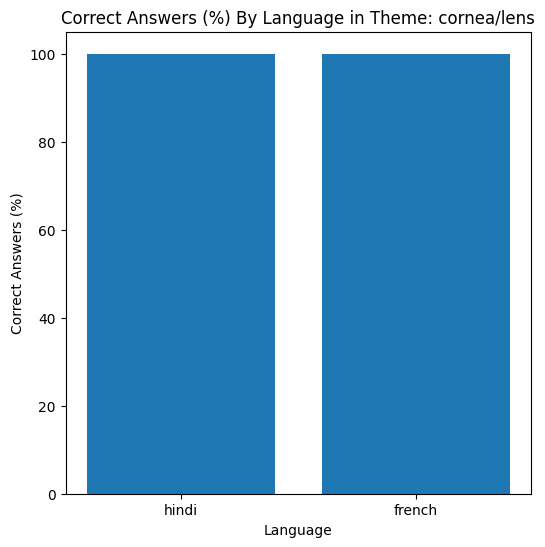 Correct Answers (%) By Language in Theme: cornea/lens
100
80
60
40
20
0
Correct Answers (%)
hindi
french
Language